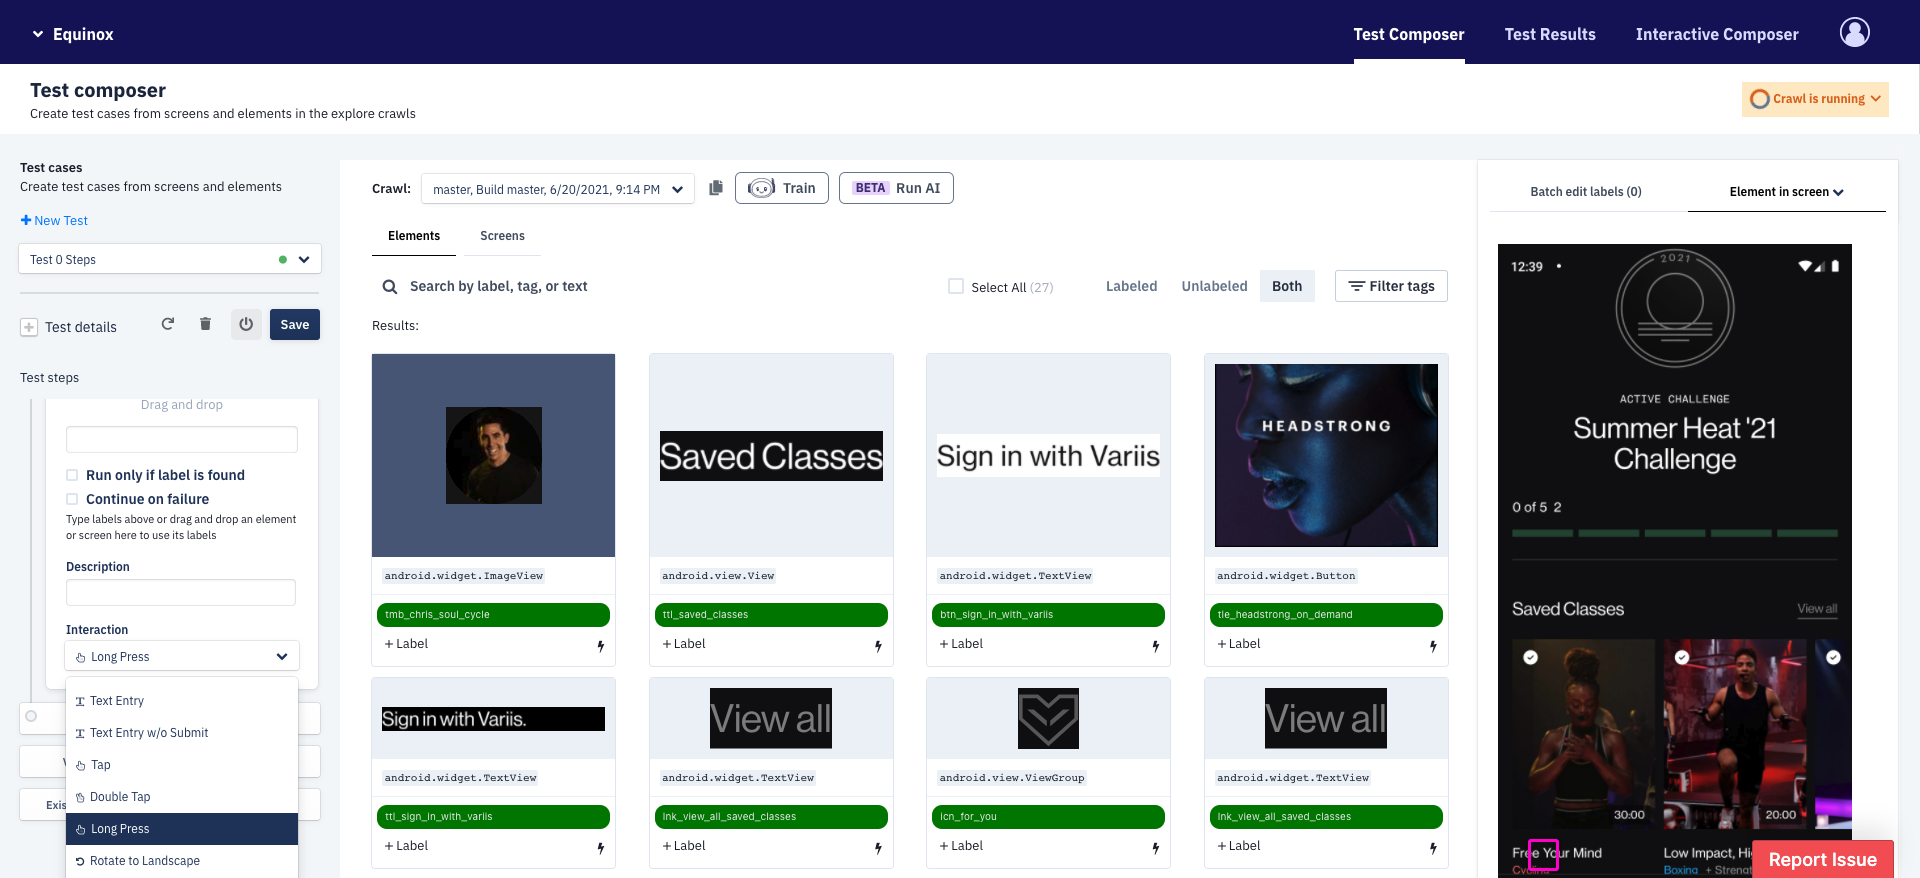 Equinox
Test Composer
Test Results
Interactive Composer
Test composer
Create test cases from screens and elements in the explore crawls
Crawl is running
Test cases
Create test cases from screens and elements
New Test
Test 0 Steps
Test details
Save
Test steps
Drag and drop
Run only if label is found
Continue on failure
Type labels above or drag and drop an element
or screen here to use its labels
Description
Interaction
Long Press
Text Entry
Text Entry w/o Submit
Tap
Double Tap
Long Press
Rotate to Landscape
Crawl:
master, Build master, 6/20/2021, 9:14 PM
Train
BETA Run AI
Elements
Screens
Search by label, tag, or text
Select All (27)
Labeled
Unlabeled
Both
Filter tags
Results:
android.widget.ImageView
tmb_chris_soul_cycle
+ Label
Saved Classes
android.view.View
ttl_saved_classes
+ Label
Sign in with Variis
android.widget.TextView
btn_sign_in_with_variis
+ Label
HEADSTRONG
android.widget.Button
tle_headstrong_on_demand
+ Label
Sign in with Variis.
android.widget.TextView
ttl_sign_in_with_variis
+ Label
View all
android.widget.TextView
lnk_view_all_saved_classes
+ Label
android.view.ViewGroup
icn_for_you
+ Label
View all
android.widget.TextView
lnk_view_all_saved_classes
+ Label
Batch edit labels (0)
Element in screen
12:39
2021
ACTIVE CHALLENGE
Summer Heat '21
Challenge
0 of 5 2
Saved Classes
View all
30:00
20:00
Free Your Mind
Low Impact,
Cycling
Boxing + Strengt
Report Issue